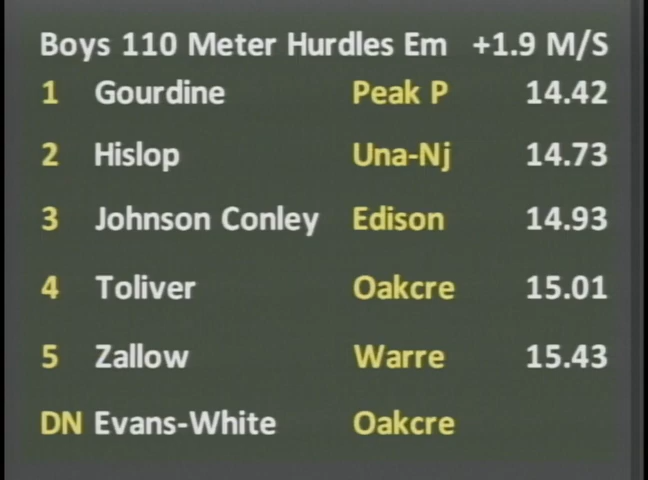 Boys 110 Meter Hurdles Em +1.9 M/S
1 Gourdine Peak P 14.42
2 Hislop Una-Nj 14.73
3 Johnson Conley Edison 14.93
4 Toliver Oakcre 15.01
5 Zallow Warre 15.43
DN Evans-White Oakcre